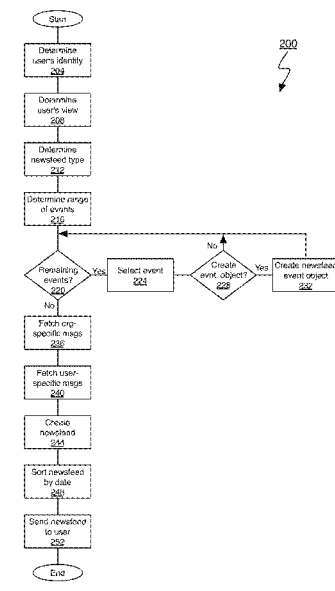 Start
200
Determine
user's identity
204
Determine
user's view
208
Determine
newsfeed type
212
Determine range
of events
216
No
Remaining
events?
220
Yes
Select event
224
Create
event object?
228
Yes
Create newsfeed
event object
232
No
Fetch org-
specific msgs
236
Fetch user-
specific msgs
240
Create
newsfeed
244
Sort newsfeed
by date
248
Send newsfeed
to user
252
End